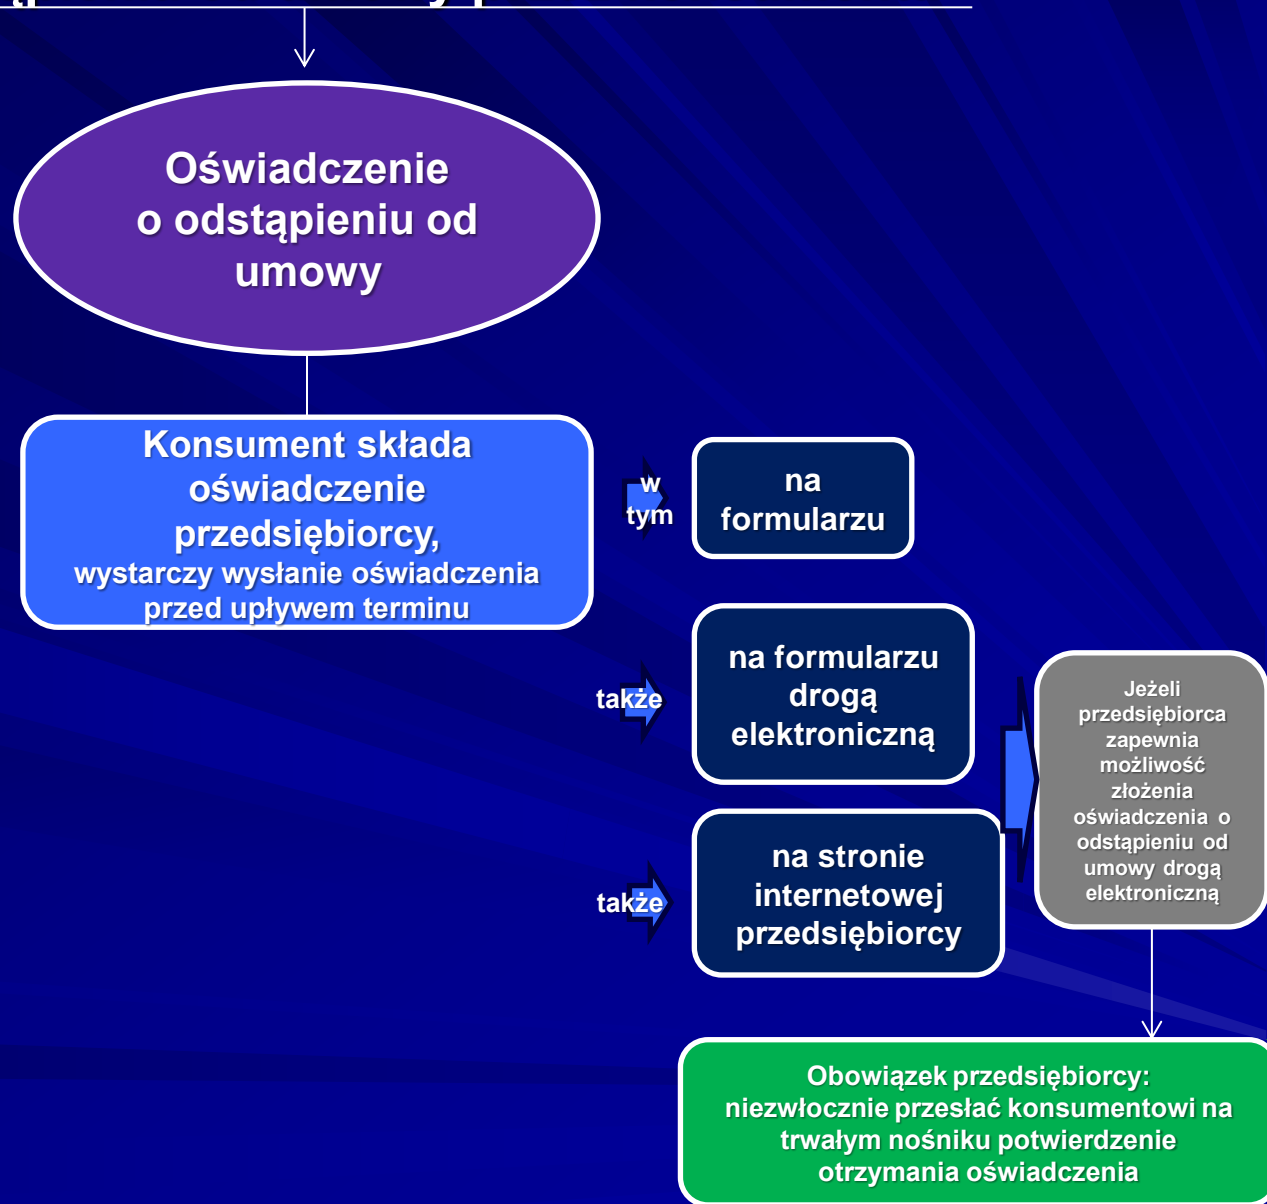 Oświadczenie
o odstąpieniu od
umowy
Konsument składa
oświadczenie
przedsiębiorcy,
wystarczy wysłanie oświadczenia
przed upływem terminu
w
tym
na
formularzu
także
na formularzu
drogą
elektroniczną
także
na stronie
internetowej
przedsiębiorcy
Jeżeli
przedsiębiorca
zapewnia
możliwość
złożenia
oświadczenia o
odstąpieniu od
umowy drogą
elektroniczną
Obowiązek przedsiębiorcy:
niezwłocznie przesłać konsumentowi na
trwałym nośniku potwierdzenie
otrzymania oświadczenia